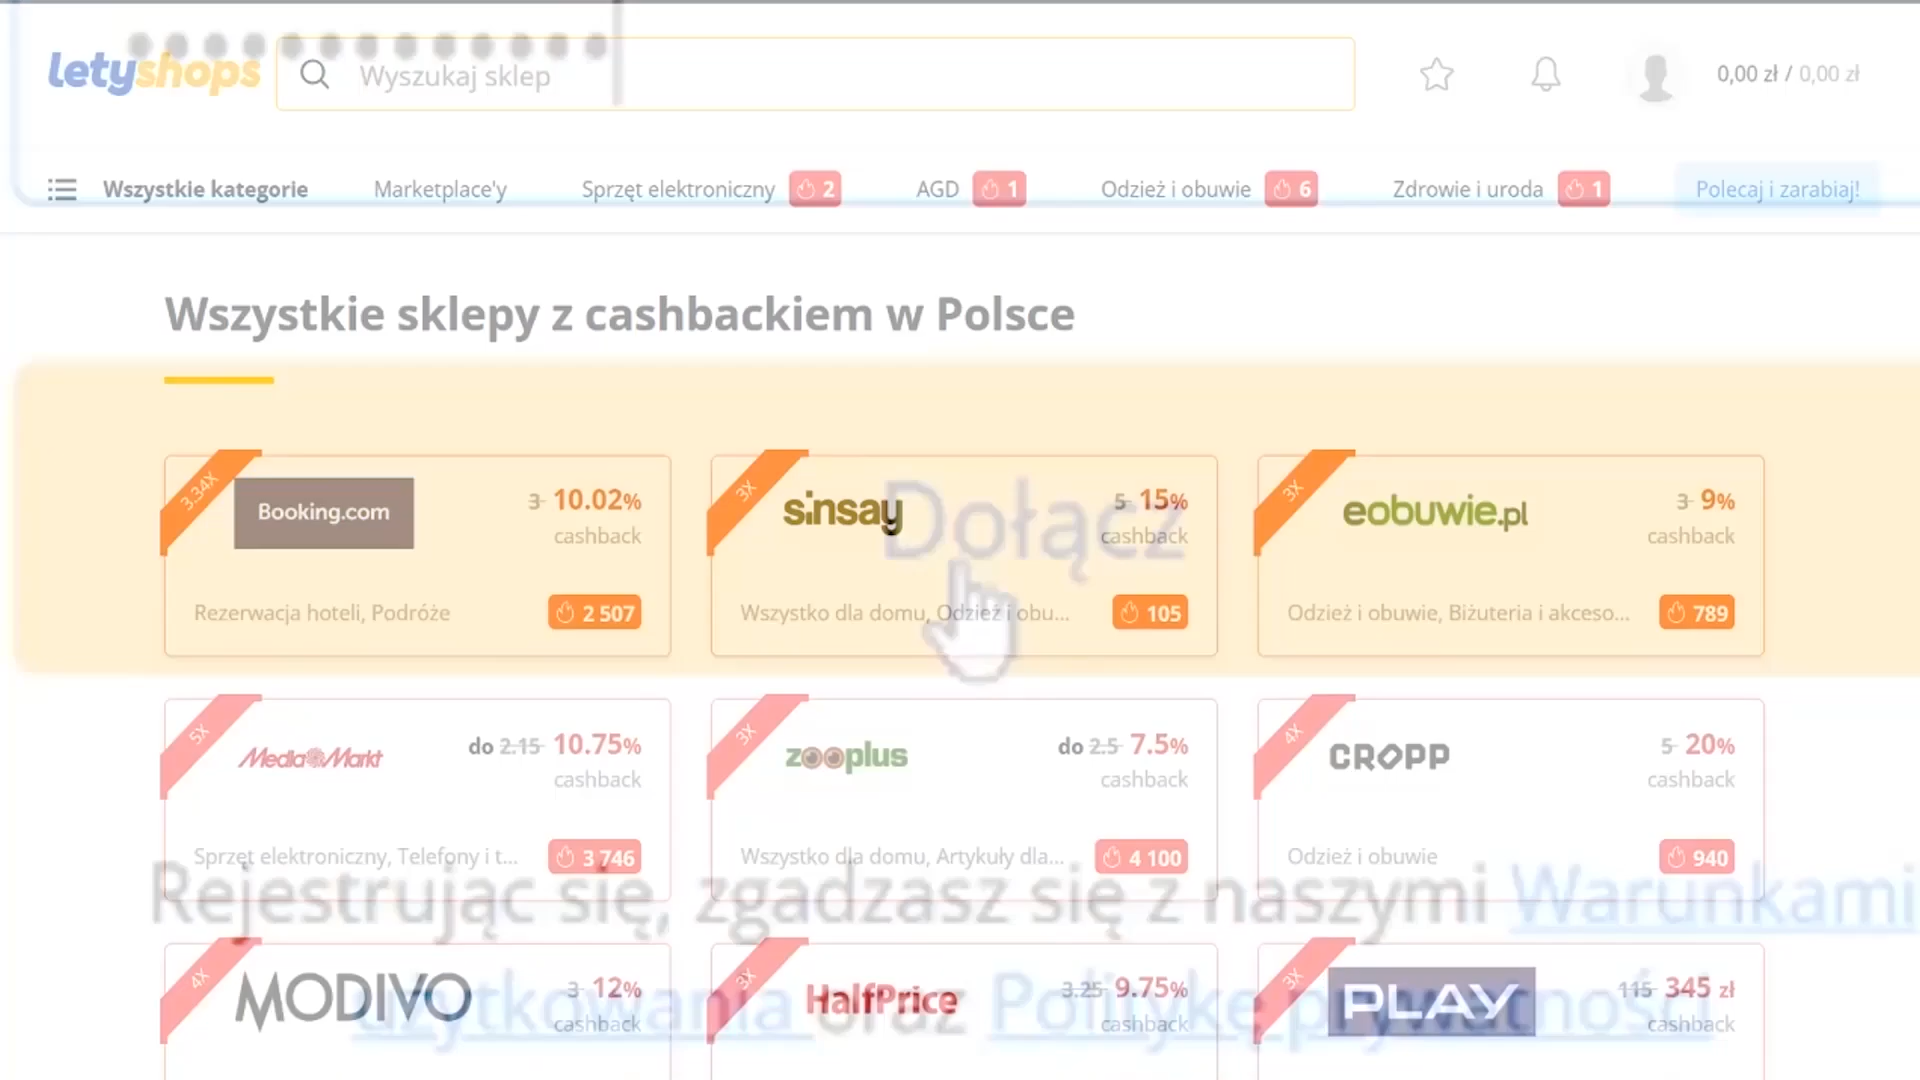 letyshops
Wyszukaj sklep
0,00 zł / 0,00 zł
Wszystkie kategorie
Marketplace'y
Sprzęt elektroniczny 2
AGD 1
Odzież i obuwie 6
Zdrowie i uroda 1
Polecaj i zarabiaj!
Wszystkie sklepy z cashbackiem w Polsce
3.34X
Booking.com
3 10.02%
cashback
Rezerwacja hoteli, Podróże
2 507
3X
sinsay
5 15%
cashback
Wszystko dla domu, Odzież i obu...
105
3X
eobuwie.pl
3 9%
cashback
Odzież i obuwie, Biżuteria i akceso...
789
Dołącz
5X
MediaMarkt
do 2.15 10.75%
cashback
Sprzęt elektroniczny, Telefony i t...
3 746
3X
zooplus
do 2.5 7.5%
cashback
Wszystko dla domu, Artykuły dla...
4 100
4X
CROPP
5 20%
cashback
Odzież i obuwie
940
Rejestrując się, zgadzasz się z naszymi Warunkami
użytkowania oraz Politykę prywatności
4X
MODIVO
3 12%
cashback
3X
HalfPrice
3.25 9.75%
cashback
3X
PLAY
115 345 zł
cashback